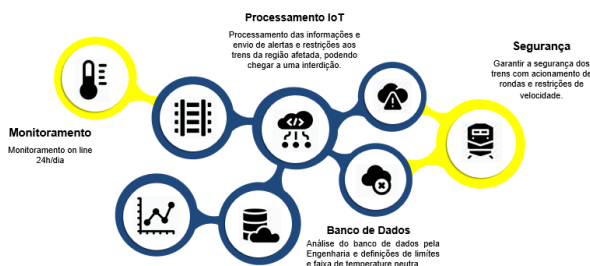 Processamento IoT
Processamento das informações e
envio de alertas e restrições aos
trens da região afetada, podendo
chegar a uma interdição.
Segurança
Garantir a segurança dos
trens com acionamento de
rondas e restrições de
velocidade.
Monitoramento
Monitoramento on line
24h/dia
Banco de Dados
Análise do banco de dados pela
Engenharia e definições de limites
e faixa de temperature neutra